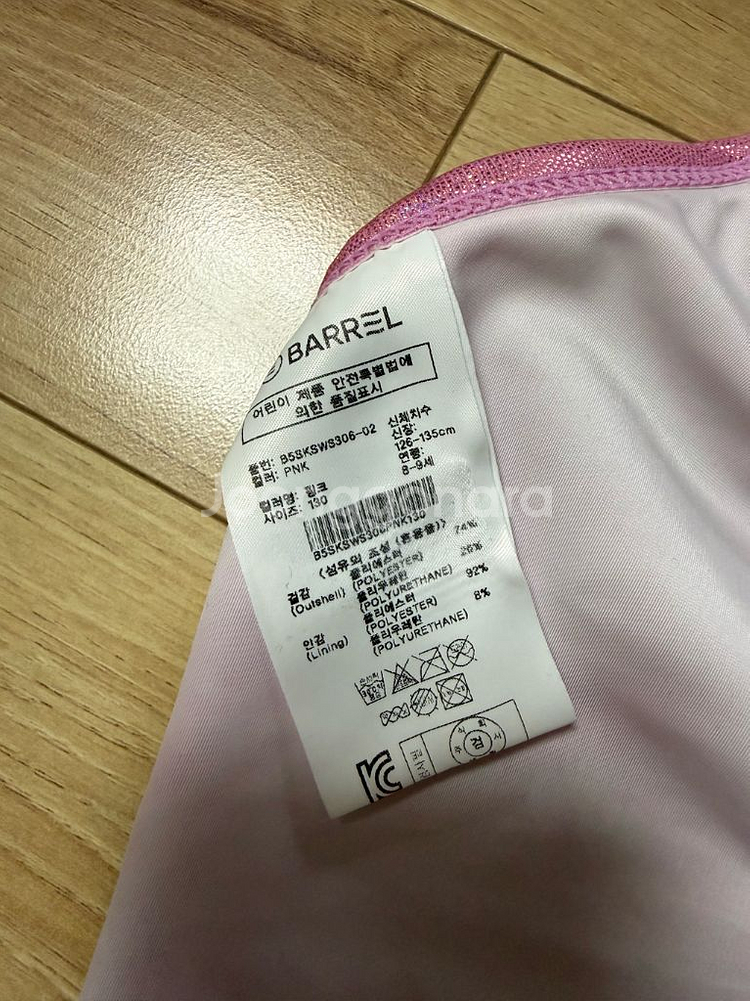 BARREL
어린이 제품 안전특별법에
의한 품질표시
품번: B5SKSWS306-02
컬러: PNK
컬러명: 핑크
사이즈: 130
신체치수
신장:
126-135cm
연령:
8-9세
B5SKSWS306PNK130
(섬유의 조성 (혼용율))
겉감
(Outshell)
폴리에스터 74%
(POLYESTER)
폴리우레탄 26%
(POLYURETHANE)
안감
(Lining)
폴리에스터 92%
(POLYESTER)
폴리우레탄 8%
(POLYURETHANE)
검
Joonggonara